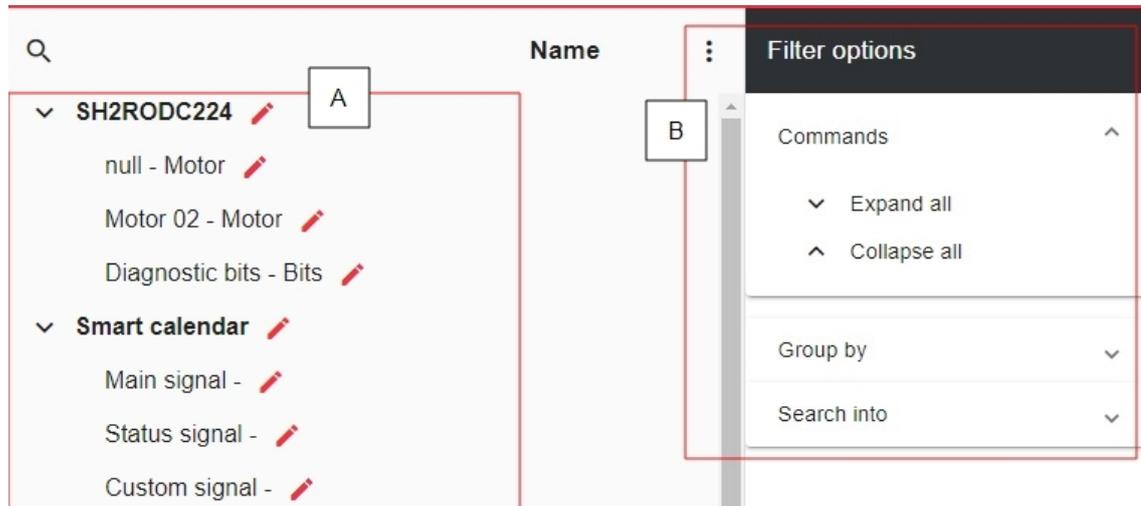 Name
A
SH2RODC224
null - Motor
Motor 02 - Motor
Diagnostic bits - Bits
Smart calendar
Main signal -
Status signal -
Custom signal -
B
Filter options
Commands
Expand all
Collapse all
Group by
Search into